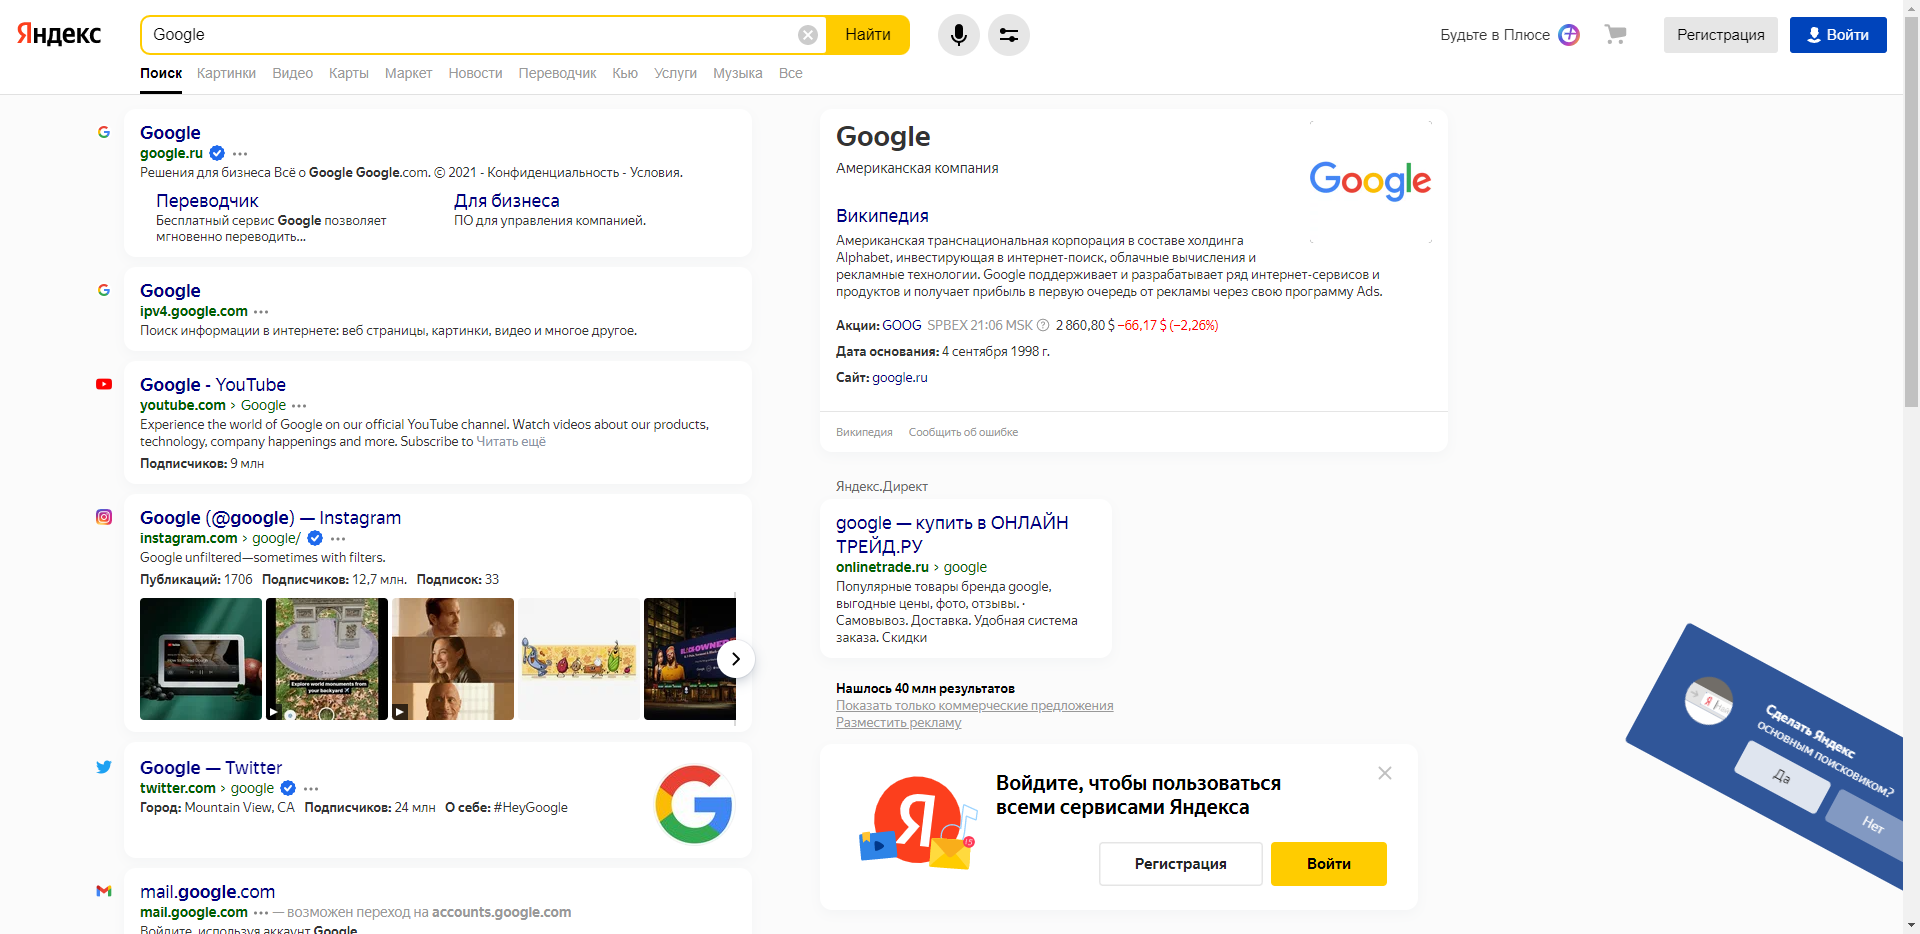 Яндекс
Google
Найти
Будьте в Плюсе
Регистрация
Войти
Поиск Картинки Видео Карты Маркет Новости Переводчик Кью Услуги Музыка Все
Google
google.ru
Решения для бизнеса Всё о Google Google.com. © 2021 - Конфиденциальность - Условия.
Переводчик
Бесплатный сервис Google позволяет
мгновенно переводить...
Для бизнеса
ПО для управления компанией.
Google
ipv4.google.com
Поиск информации в интернете: веб страницы, картинки, видео и многое другое.
Google - YouTube
youtube.com › Google
Experience the world of Google on our official YouTube channel. Watch videos about our products,
technology, company happenings and more. Subscribe to Читать ещё
Подписчиков: 9 млн
Google (@google) — Instagram
instagram.com › google/
Google unfiltered—sometimes with filters.
Публикаций: 1706 Подписчиков: 12,7 млн. Подписок: 33
Explore world monuments from
your backyard
Google — Twitter
twitter.com › google
Город: Mountain View, CA Подписчиков: 24 млн О себе: #HeyGoogle
mail.google.com
mail.google.com — возможен переход на accounts.google.com
Войдите, используя аккаунт Google
Google
Американская компания
Google
Википедия
Американская транснациональная корпорация в составе холдинга
Alphabet, инвестирующая в интернет-поиск, облачные вычисления и
рекламные технологии. Google поддерживает и разрабатывает ряд интернет-сервисов и
продуктов и получает прибыль в первую очередь от рекламы через свою программу Ads.
Акции: GOOG SPBEX 21:06 MSK ? 2 860,80 $ −66,17 $ (−2,26%)
Дата основания: 4 сентября 1998 г.
Сайт: google.ru
Википедия Сообщить об ошибке
Яндекс.Директ
google — купить в ОНЛАЙН
ТРЕЙД.РУ
onlinetrade.ru › google
Популярные товары бренда google,
выгодные цены, фото, отзывы. ·
Самовывоз. Доставка. Удобная система
заказа. Скидки
Нашлось 40 млн результатов
Показать только коммерческие предложения
Разместить рекламу
Я
15
Войдите, чтобы пользоваться
всеми сервисами Яндекса
Регистрация
Войти
Я
Сделать Яндекс
основным поисковиком?
Да
Нет